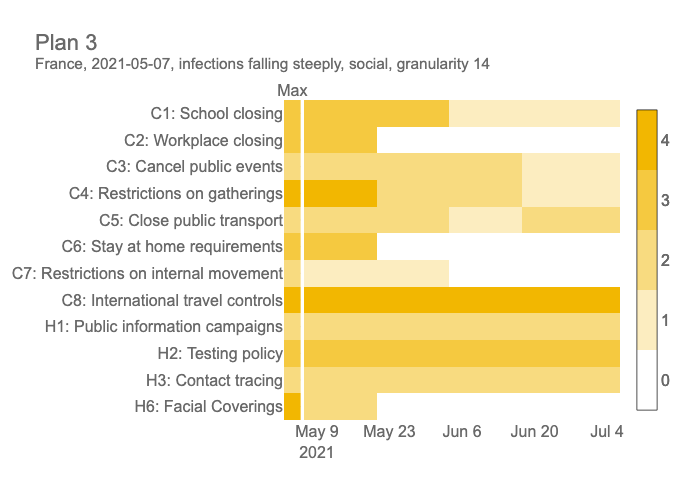 Plan 3
France, 2021-05-07, infections falling steeply, social, granularity 14
Max
C1: School closing
C2: Workplace closing
C3: Cancel public events
C4: Restrictions on gatherings
C5: Close public transport
C6: Stay at home requirements
C7: Restrictions on internal movement
C8: International travel controls
H1: Public information campaigns
H2: Testing policy
H3: Contact tracing
H6: Facial Coverings
May 9 May 23 Jun 6 Jun 20 Jul 4
2021
4
3
2
1
0